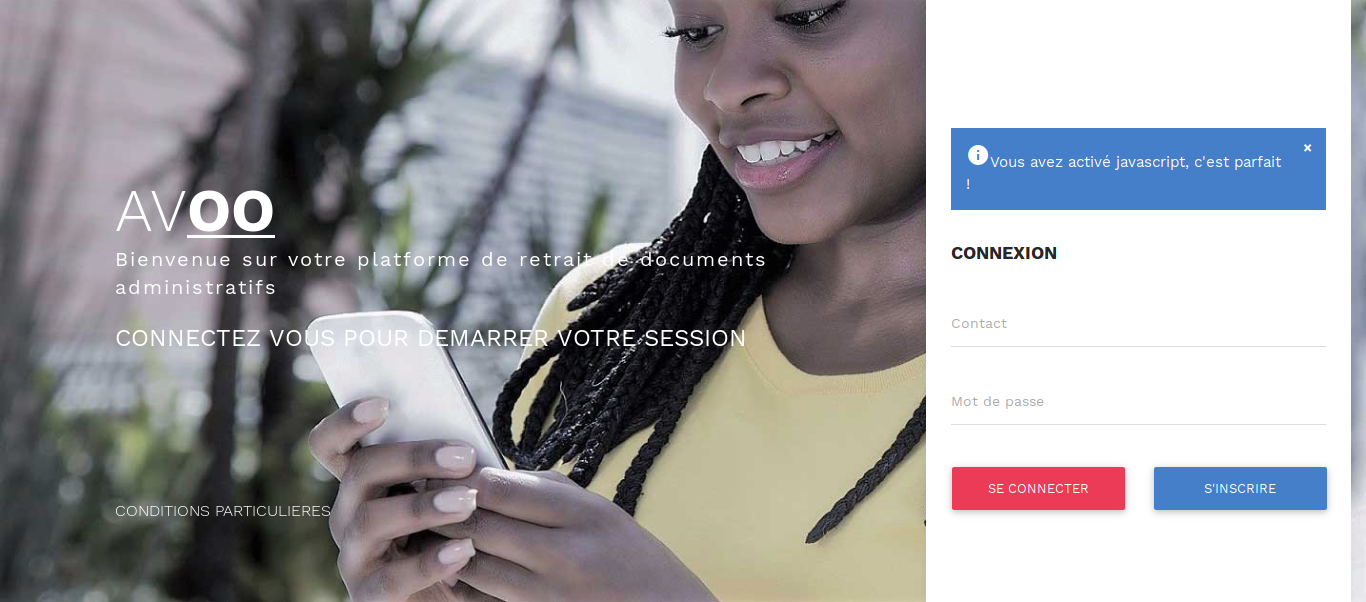 AVOO
Bienvenue sur votre platforme de retrait de documents
administratifs
CONNECTEZ VOUS POUR DEMARRER VOTRE SESSION
CONDITIONS PARTICULIERES
Vous avez activé javascript, c'est parfait
!
×
CONNEXION
Contact
Mot de passe
SE CONNECTER
S'INSCRIRE